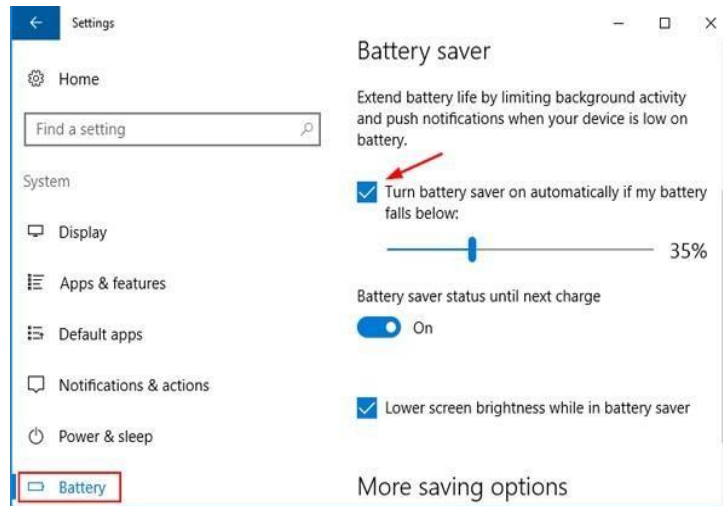 Settings
Home
Find a setting
System
Display
Apps & features
Default apps
Notifications & actions
Power & sleep
Battery
Battery saver
Extend battery life by limiting background activity
and push notifications when your device is low on
battery.
Turn battery saver on automatically if my battery
falls below:
35%
Battery saver status until next charge
On
Lower screen brightness while in battery saver
More saving options